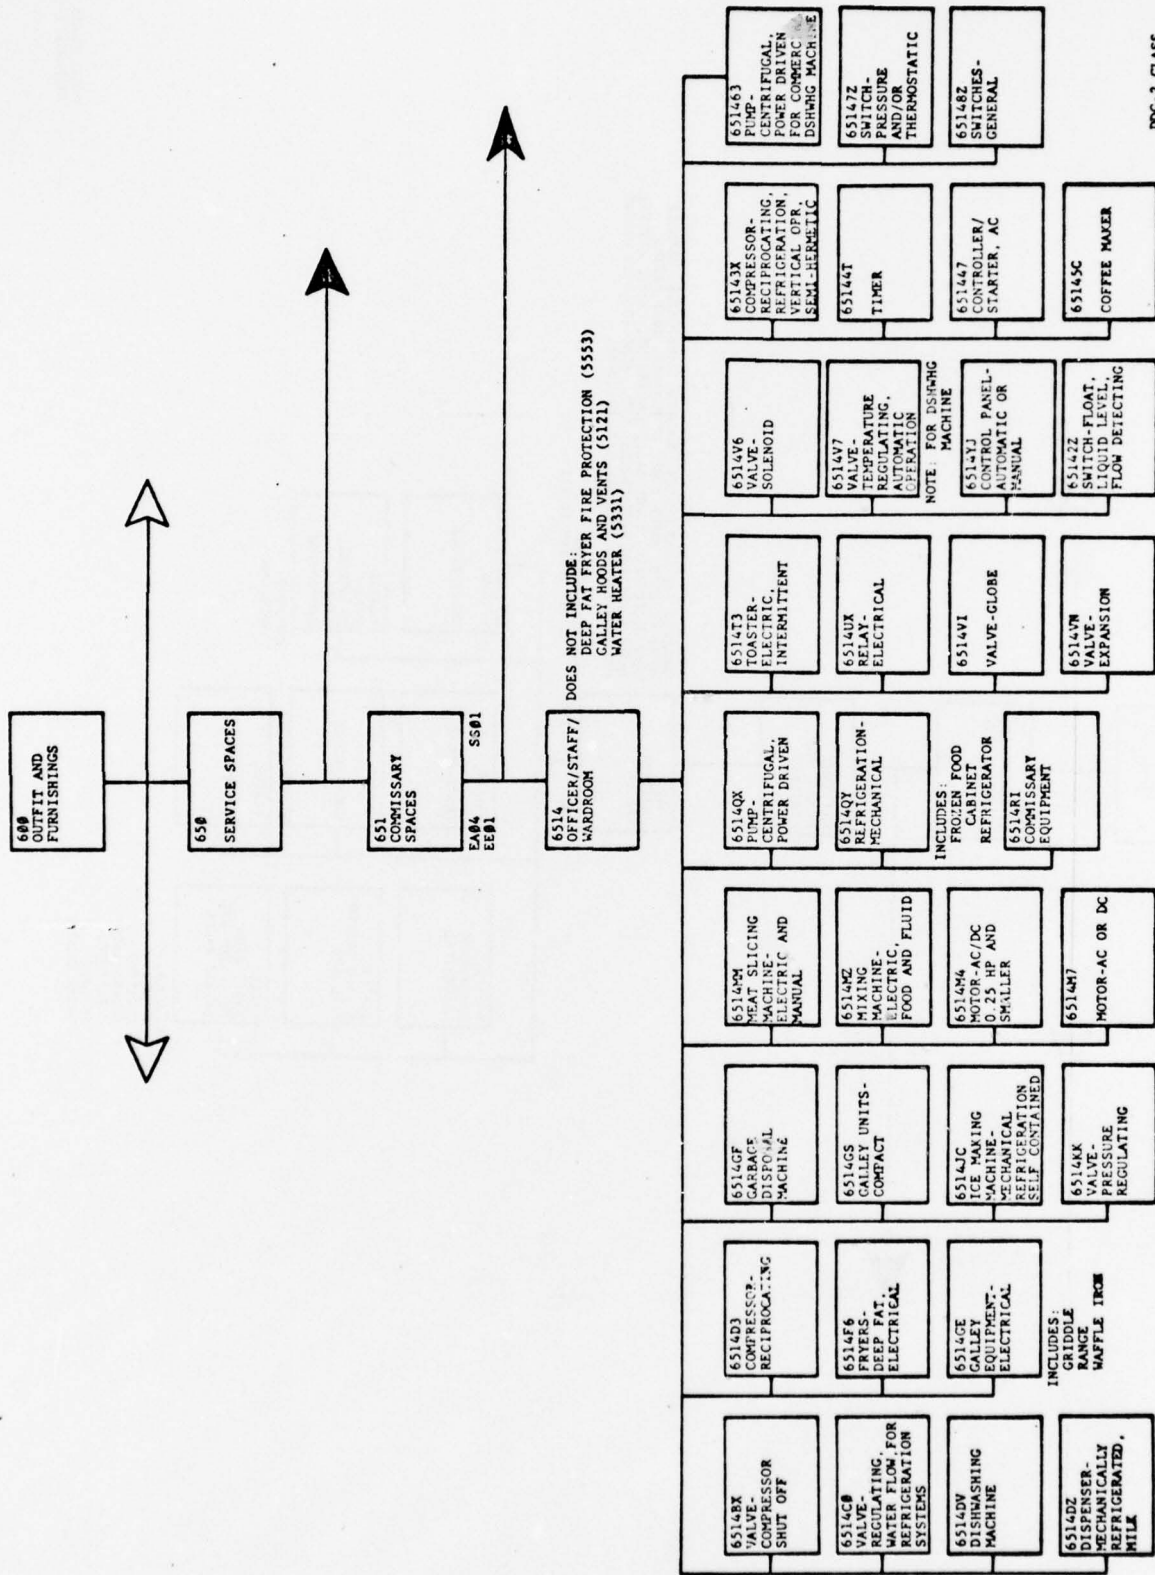 600
OUTFIT AND
FURNISHINGS
650
SERVICE SPACES
651
COMMISSARY
SPACES
EA04 SS01
EE01
6514
OFFICER/STAFF/
WARDROOM
DOES NOT INCLUDE:
DEEP FAT FRYER FIRE PROTECTION (5553)
GALLEY HOODS AND VENTS (5121)
WATER HEATER (5331)
6514BX
VALVE-
COMPRESSOR
SHUT OFF
6514C0
VALVE-
REGULATING,
WATER FLOW,FOR
REFRIGERATION
SYSTEMS
6514DV
DISHWASHING
MACHINE
6514DZ
DISPENSER-
MECHANICALLY
REFRIGERATED,
MILK
6514D3
COMPRESSOR-
RECIPROCATING
6514F6
FRYERS-
DEEP FAT,
ELECTRICAL
6514GE
GALLEY
EQUIPMENT-
ELECTRICAL
INCLUDES:
GRIDDLE
RANGE
WAFFLE IRON
6514GF
GARBAGE
DISPOSAL
MACHINE
6514GS
GALLEY UNITS-
COMPACT
6514JC
ICE MAKING
MACHINE-
MECHANICAL
REFRIGERATION
SELF CONTAINED
6514KX
VALVE-
PRESSURE
REGULATING
6514MM
MEAT SLICING
MACHINE-
ELECTRIC AND
MANUAL
6514MZ
MIXING
MACHINE-
ELECTRIC,
FOOD AND FLUID
6514M4
MOTOR-AC/DC
0.25 HP AND
SMALLER
6514M7
MOTOR-AC OR DC
6514QX
PUMP-
CENTRIFUGAL,
POWER DRIVEN
6514QY
REFRIGERATION-
MECHANICAL
INCLUDES:
FROZEN FOOD
CABINET
REFRIGERATOR
6514RI
COMMISSARY
EQUIPMENT
6514T3
TOASTER-
ELECTRIC,
INTERMITTENT
6514UX
RELAY-
ELECTRICAL
6514VI
VALVE-GLOBE
6514VN
VALVE-
EXPANSION
6514V6
VALVE-
SOLENOID
6514V7
VALVE-
TEMPERATURE
REGULATING,
AUTOMATIC
OPERATION
NOTE: FOR DSHWHG
MACHINE
6514YJ
CONTROL PANEL-
AUTOMATIC OR
MANUAL
65142Z
SWITCH-FLOAT,
LIQUID LEVEL,
FLOW DETECTING
65143X
COMPRESSOR-
RECIPROCATING,
REFRIGERATION,
VERTICAL OPR,
SEMI-HERMETIC
65144T
TIMER
651447
CONTROLLER/
STARTER, AC
65145C
COFFEE MAKER
651463
PUMP-
CENTRIFUGAL,
POWER DRIVEN
FOR
DSHWHG MACHINE
65147Z
SWITCH-
PRESSURE
AND/OR
THERMOSTATIC
65148Z
SWITCHES-
GENERAL